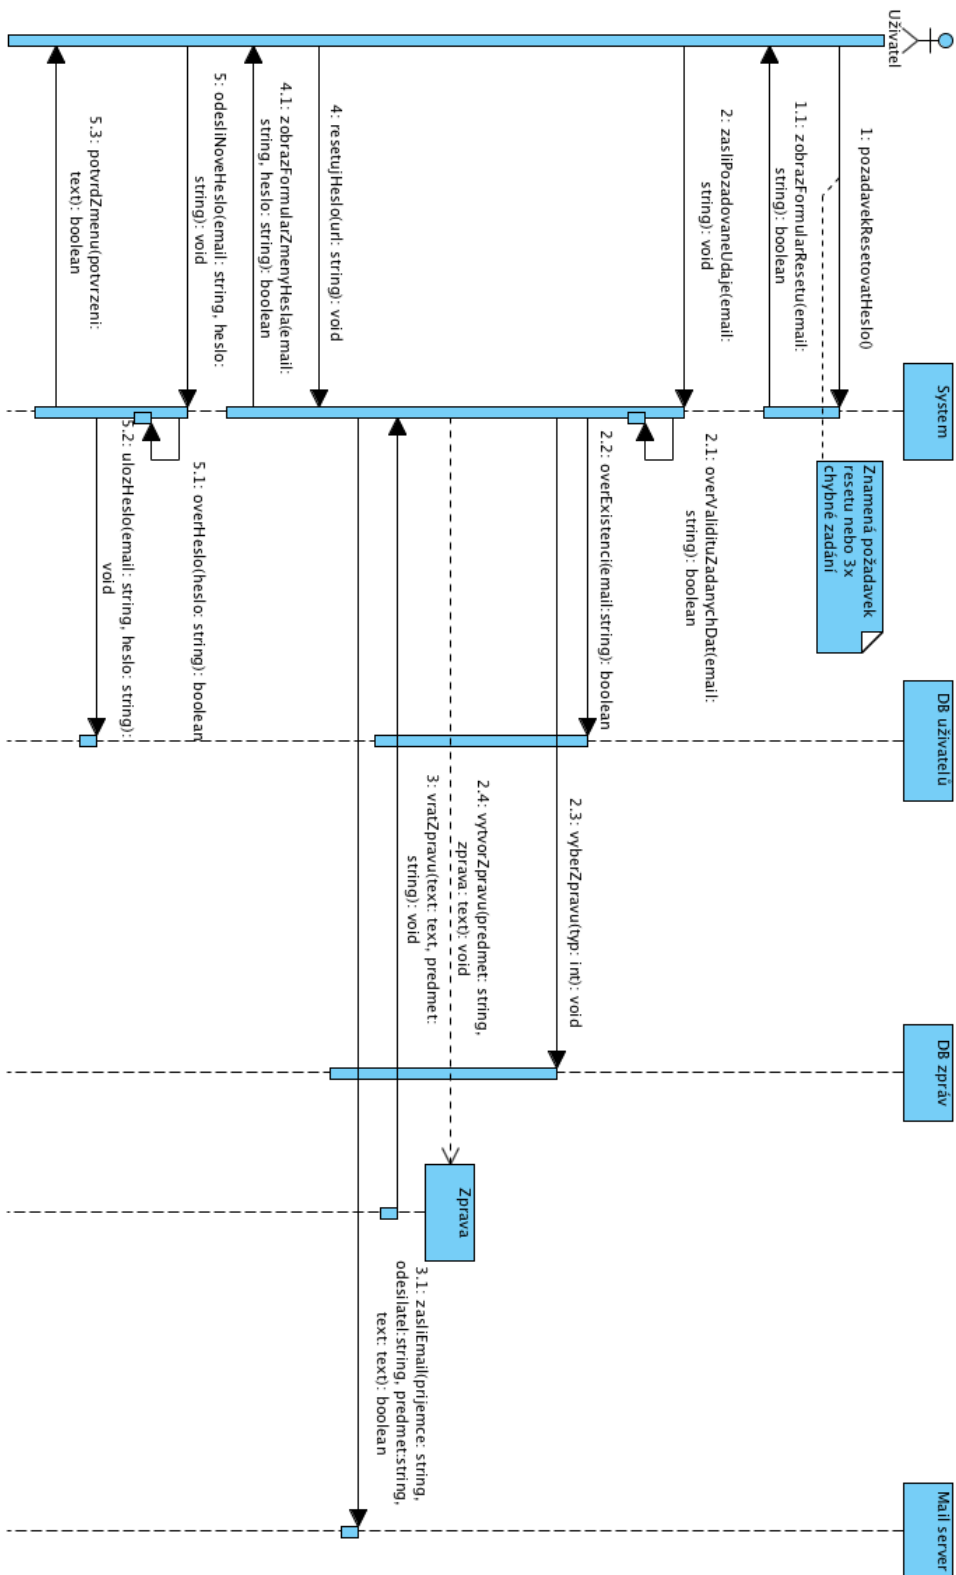 Uživatel
System
DB uživatelů
DB zpráv
Mail server
1: pozadavekResetovatHeslo()
Znamená požadavek
resetu nebo 3x
chybné zadání
1.1: zobrazFormularResetu(email:
string): boolean
2: zasliPozadovaneUdaje(email:
string): void
2.1: overValidituZadanychDat(email:
string): boolean
2.2: overExistenci(email:string): boolean
2.3: vyberZpravu(typ: int): void
2.4: vytvorZpravu(predmet: string,
zprava: text): void
Zprava
3: vratZpravu(text: text, predmet:
string): void
3.1: zasliEmail(prijemce: string,
odesilatel:string, predmet:string,
text: text): boolean
4: resetujHeslo(url: string): void
4.1: zobrazFormularZmenyHesla(email:
string, heslo: string): boolean
5: odesliNoveHeslo(email: string, heslo:
string): void
5.1: overHeslo(heslo: string): boolean
5.2: ulozHeslo(email: string, heslo: string):
void
5.3: potvrdZmenu(potvrzeni:
text): boolean